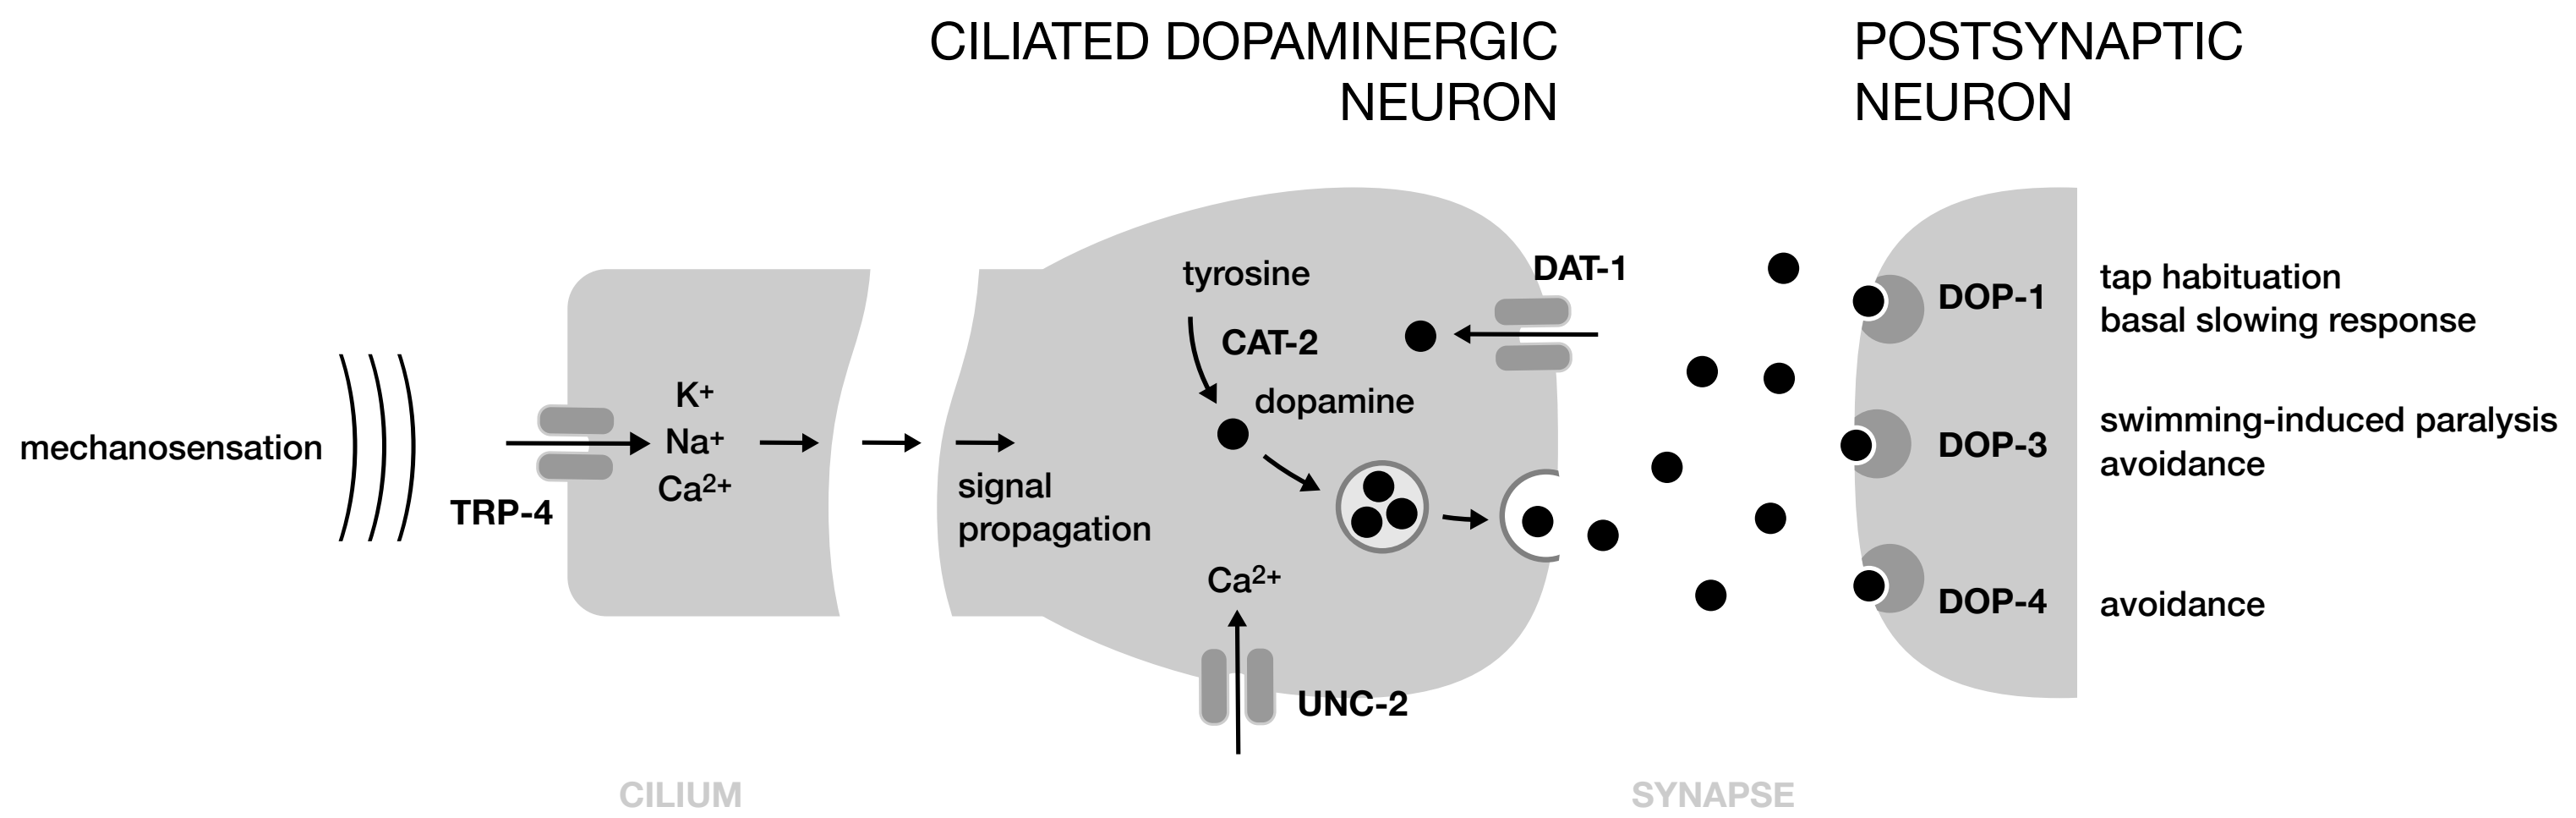 CILIATED DOPAMINERGIC
NEURON
POSTSYNAPTIC
NEURON
mechanosensation
TRP-4
K+
Na+
Ca2+
signal
propagation
tyrosine
CAT-2
dopamine
DAT-1
Ca2+
UNC-2
DOP-1
tap habituation
basal slowing response
DOP-3
swimming-induced paralysis
avoidance
DOP-4
avoidance
CILIUM
SYNAPSE